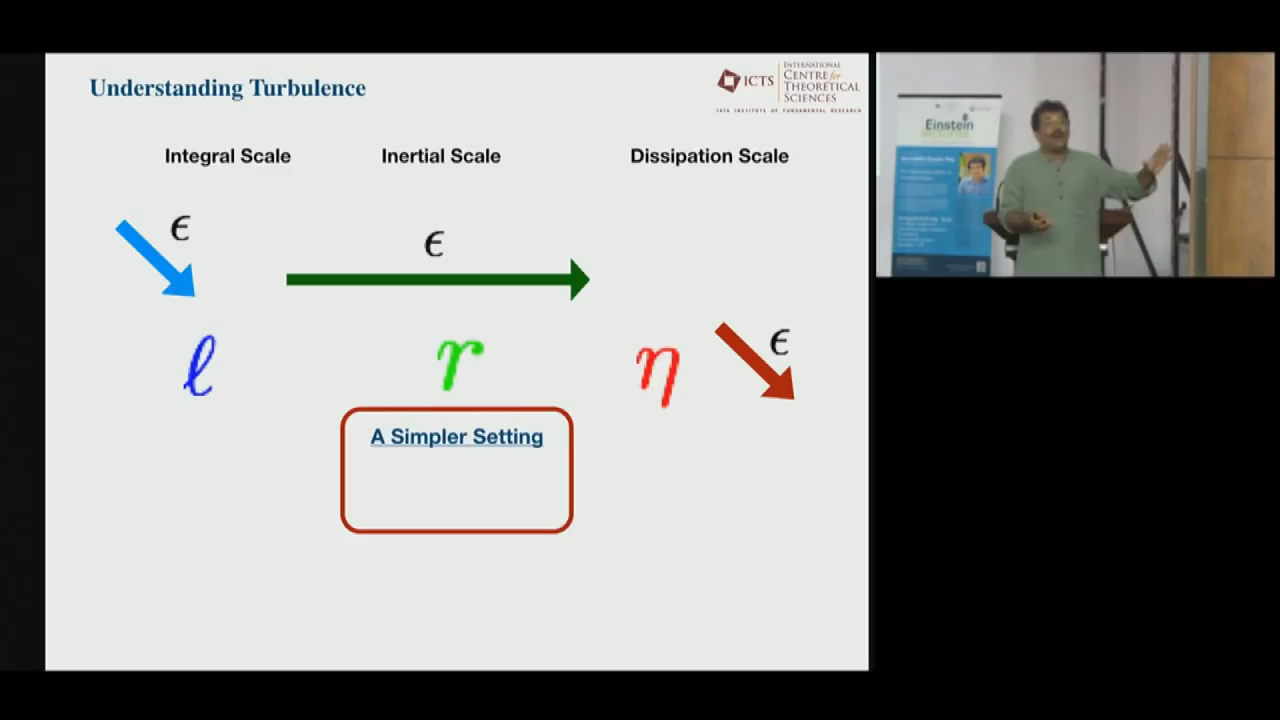 Understanding Turbulence
ICTS
INTERNATIONAL
CENTRE for
THEORETICAL
SCIENCES
TATA INSTITUTE OF FUNDAMENTAL RESEARCH
Integral Scale
Inertial Scale
Dissipation Scale
ϵ
ϵ
ϵ
ℓ
r
η
A Simpler Setting
Einstein